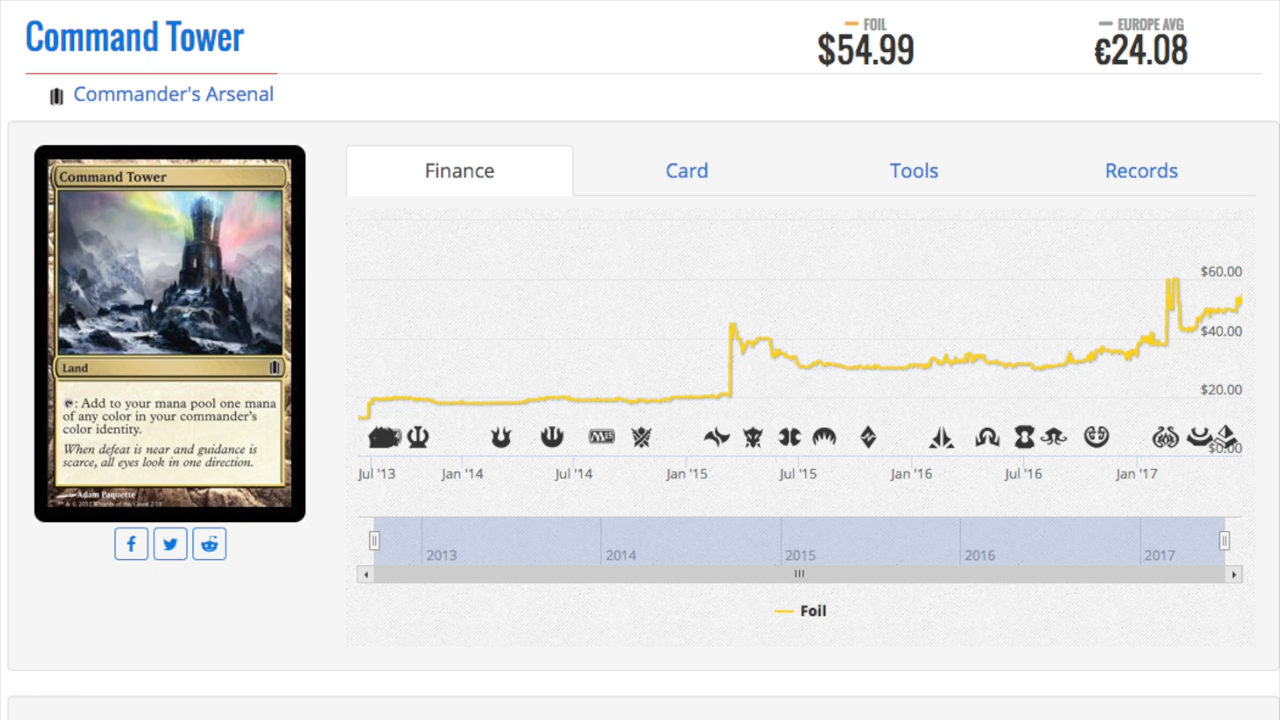 Command Tower
FOIL
$54.99
EUROPE AVG
€24.08
Commander's Arsenal
Command Tower
Land
: Add to your mana pool one mana
of any color in your commander's
color identity.
When defeat is near and guidance is
scarce, all eyes look in one direction.
Adam Paquette
Finance
Card
Tools
Records
$60.00
$40.00
$20.00
$0.00
M15
Jul '13
Jan '14
Jul '14
Jan '15
Jul '15
Jan '16
Jul '16
Jan '17
2013
2014
2015
2016
2017
Foil